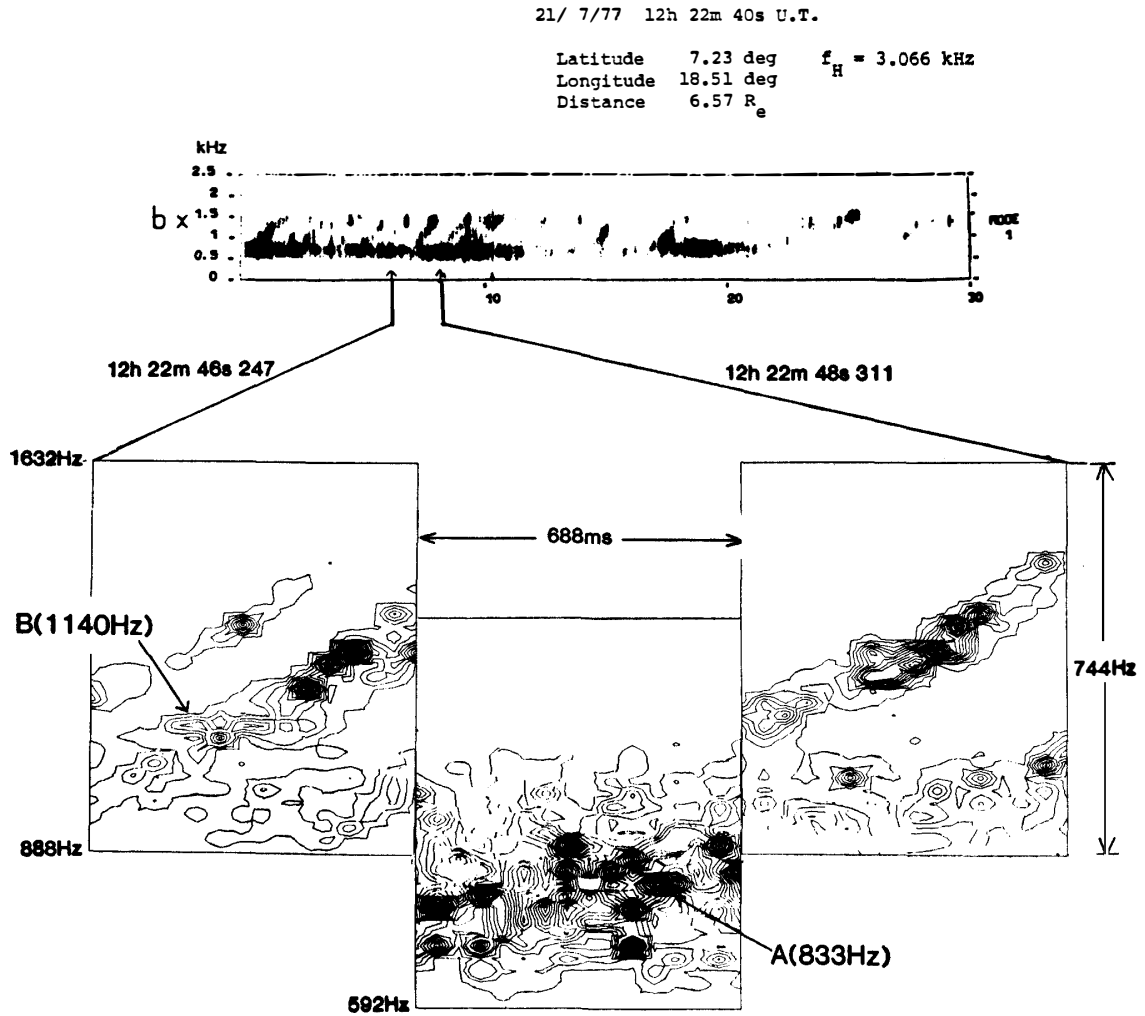 21/ 7/77 12h 22m 40s U.T.
Latitude 7.23 deg f_H = 3.066 kHz
Longitude 18.51 deg
Distance 6.57 R_e
kHz
2.5
2
b x 1.5
1
0.5
0
MODE
1
10 20 30
12h 22m 46s 247
12h 22m 48s 311
1632Hz
688ms
B(1140Hz)
744Hz
888Hz
A(833Hz)
592Hz